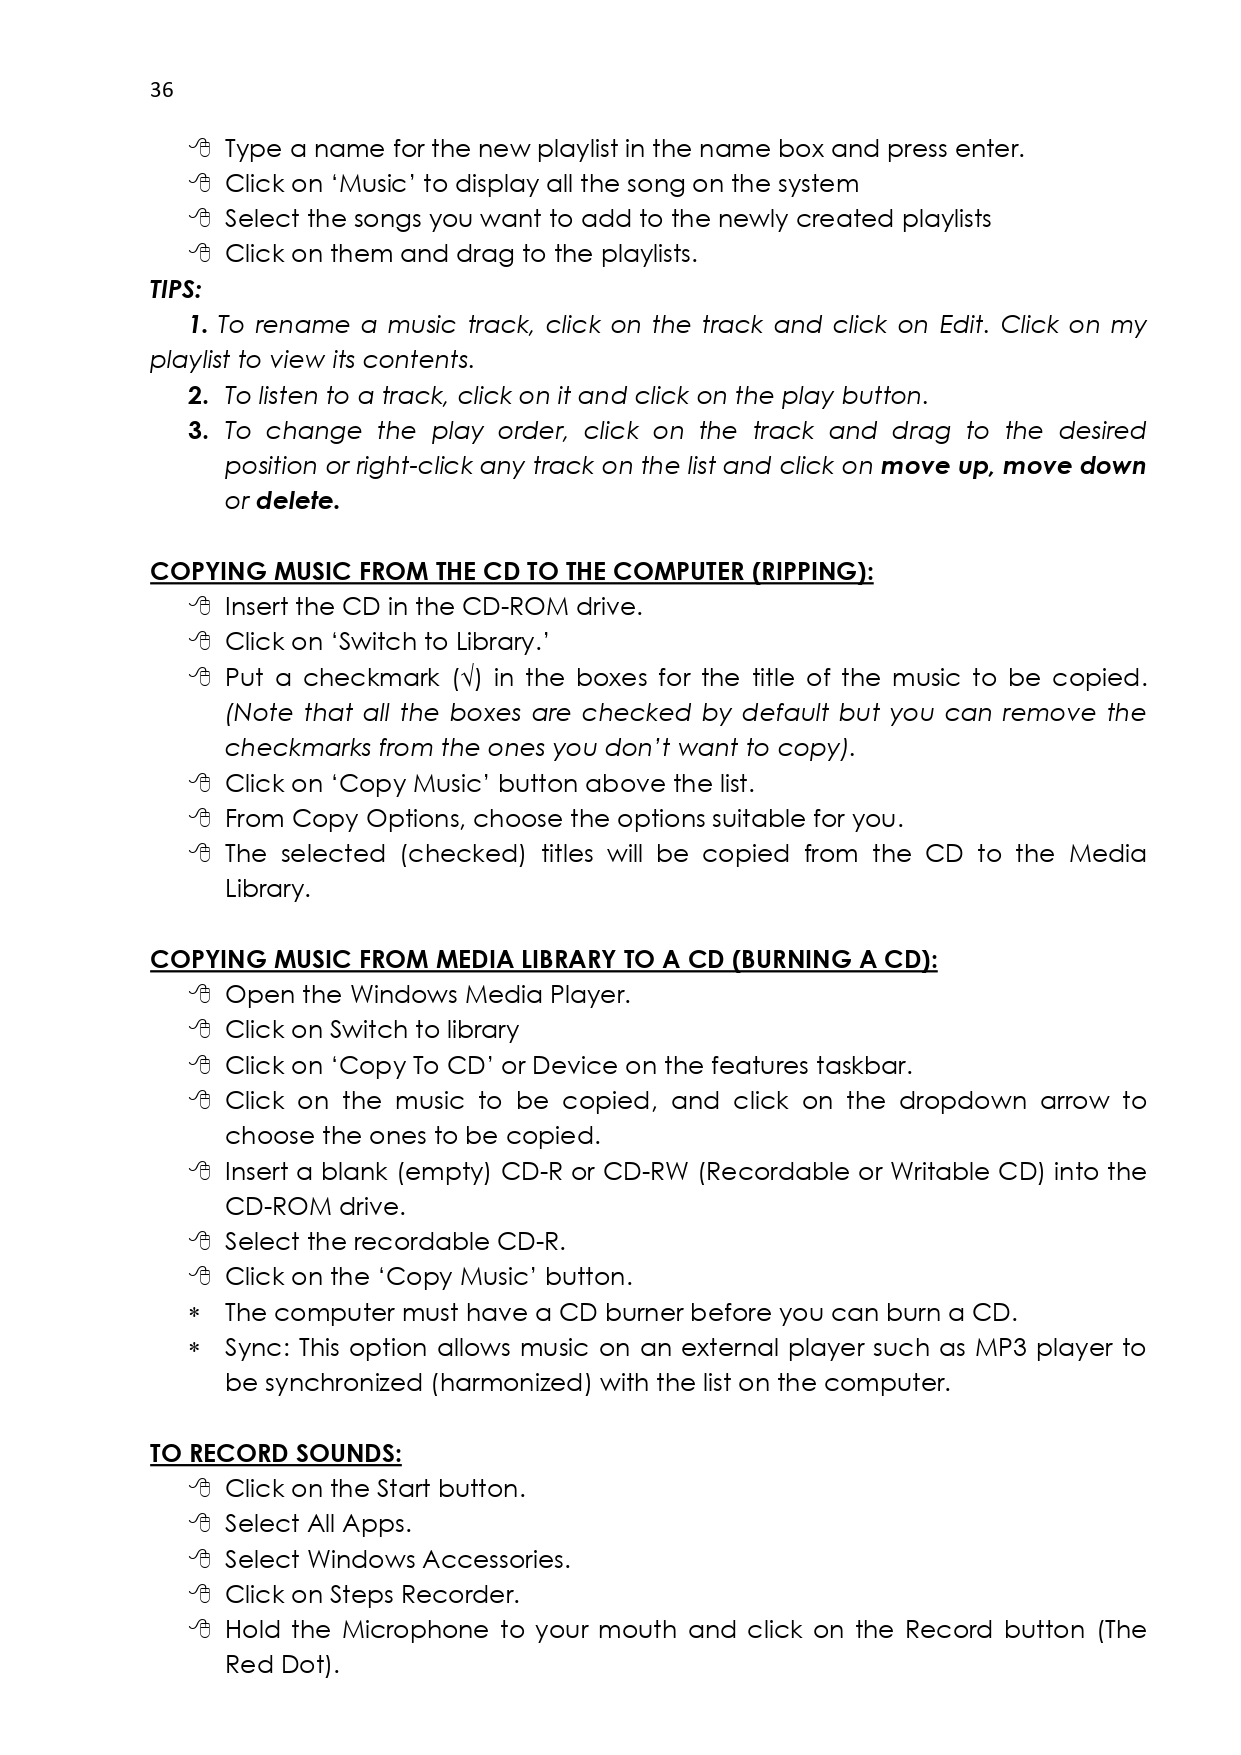 36
Type a name for the new playlist in the name box and press enter.
Click on ‘Music’ to display all the song on the system
Select the songs you want to add to the newly created playlists
Click on them and drag to the playlists.
TIPS:
1. To rename a music track, click on the track and click on Edit. Click on my
playlist to view its contents.
2. To listen to a track, click on it and click on the play button.
3. To change the play order, click on the track and drag to the desired
position or right-click any track on the list and click on move up, move down
or delete.
COPYING MUSIC FROM THE CD TO THE COMPUTER (RIPPING):
Insert the CD in the CD-ROM drive.
Click on ‘Switch to Library.’
Put a checkmark (√) in the boxes for the title of the music to be copied.
(Note that all the boxes are checked by default but you can remove the
checkmarks from the ones you don’t want to copy).
Click on ‘Copy Music’ button above the list.
From Copy Options, choose the options suitable for you.
The selected (checked) titles will be copied from the CD to the Media
Library.
COPYING MUSIC FROM MEDIA LIBRARY TO A CD (BURNING A CD):
Open the Windows Media Player.
Click on Switch to library
Click on ‘Copy To CD’ or Device on the features taskbar.
Click on the music to be copied, and click on the dropdown arrow to
choose the ones to be copied.
Insert a blank (empty) CD-R or CD-RW (Recordable or Writable CD) into the
CD-ROM drive.
Select the recordable CD-R.
Click on the ‘Copy Music’ button.
* The computer must have a CD burner before you can burn a CD.
* Sync: This option allows music on an external player such as MP3 player to
be synchronized (harmonized) with the list on the computer.
TO RECORD SOUNDS:
Click on the Start button.
Select All Apps.
Select Windows Accessories.
Click on Steps Recorder.
Hold the Microphone to your mouth and click on the Record button (The
Red Dot).